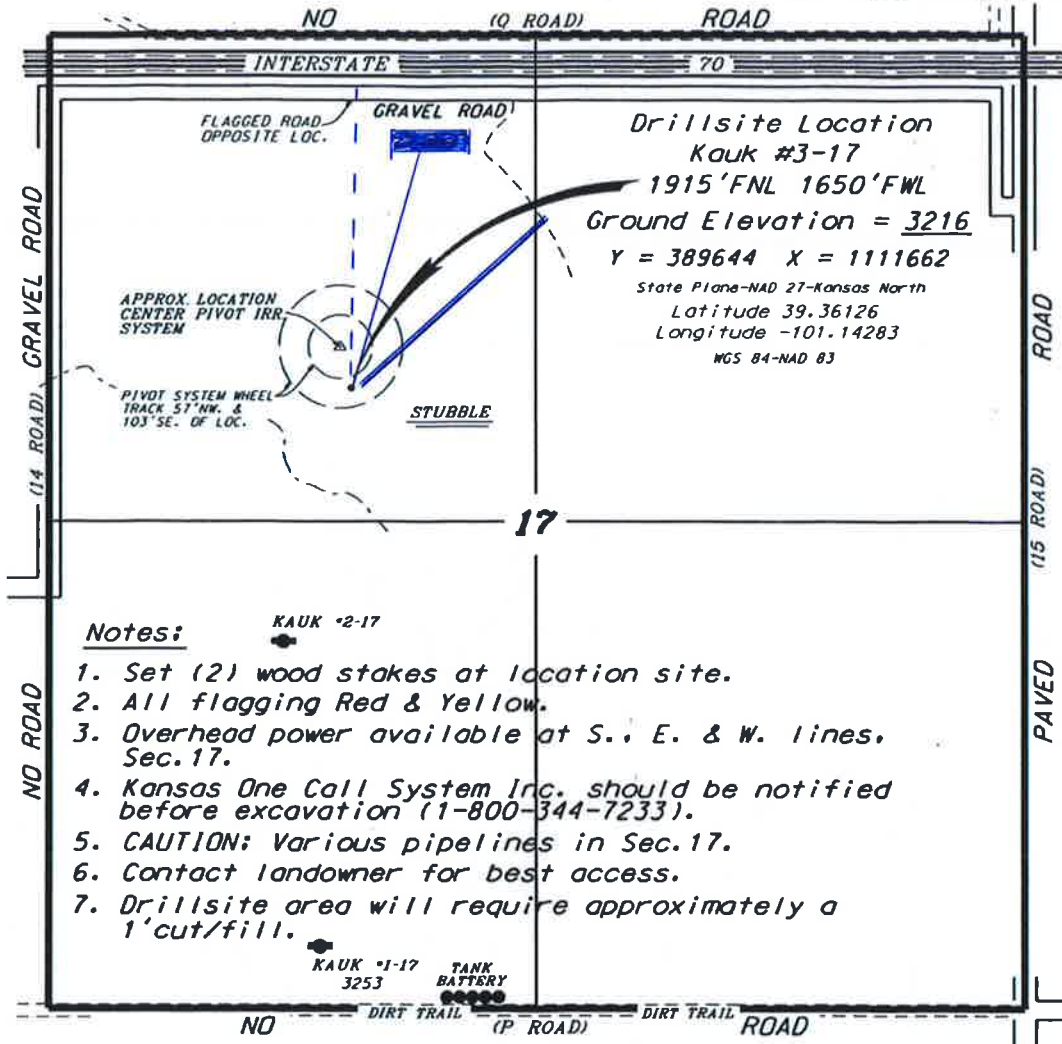 NO (Q ROAD) ROAD
INTERSTATE 70
FLAGGED ROAD
OPPOSITE LOC.
GRAVEL ROAD
Drillsite Location
Kauk #3-17
1915'FNL 1650'FWL
Ground Elevation = 3216
Y = 389644 X = 1111662
State Plane-NAD 27-Kansas North
Latitude 39.36126
Longitude -101.14283
WGS 84-NAD 83
GRAVEL ROAD
(14 ROAD)
NO ROAD
APPROX. LOCATION
CENTER PIVOT IRR.
SYSTEM
PIVOT SYSTEM WHEEL
TRACK 57'NW. &
103'SE. OF LOC.
STUBBLE
17
ROAD
(15 ROAD)
PAVED
KAUK #2-17
Notes:
1. Set (2) wood stakes at location site.
2. All flagging Red & Yellow.
3. Overhead power available at S., E. & W. lines,
Sec.17.
4. Kansas One Call System Inc. should be notified
before excavation (1-800-344-7233).
5. CAUTION: Various pipelines in Sec.17.
6. Contact landowner for best access.
7. Drillsite area will require approximately a
1'cut/fill.
KAUK #1-17
3253
TANK
BATTERY
DIRT TRAIL DIRT TRAIL
NO (P ROAD) ROAD